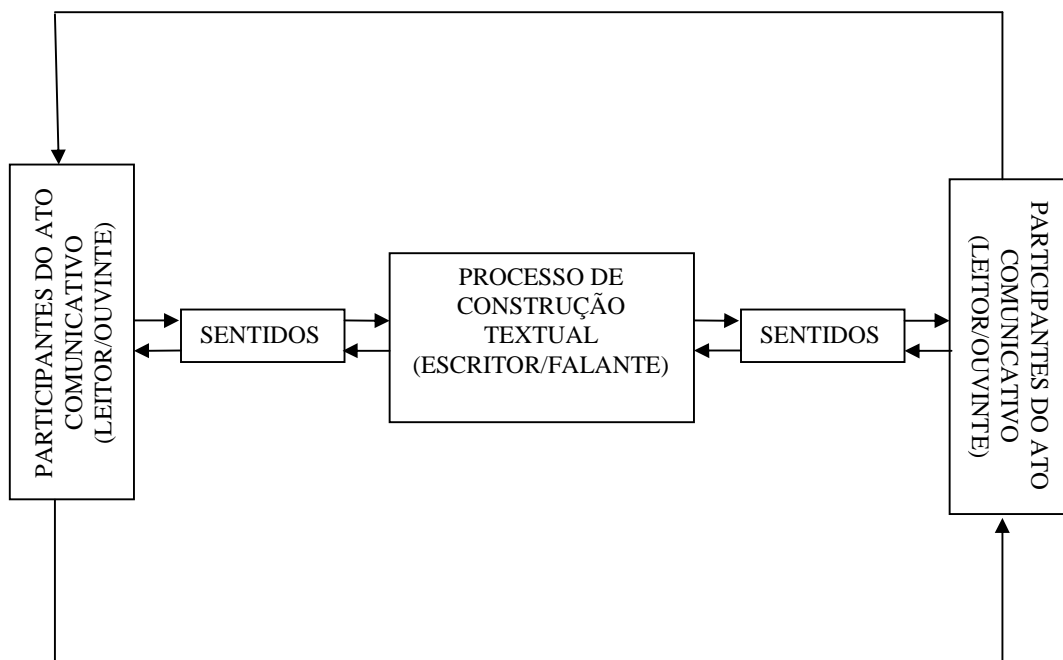 PARTICIPANTES DO ATO
COMUNICATIVO
(LEITOR/OUVINTE)
SENTIDOS
PROCESSO DE
CONSTRUÇÃO
TEXTUAL
(ESCRITOR/FALANTE)
SENTIDOS
PARTICIPANTES DO ATO
COMUNICATIVO
(LEITOR/OUVINTE)